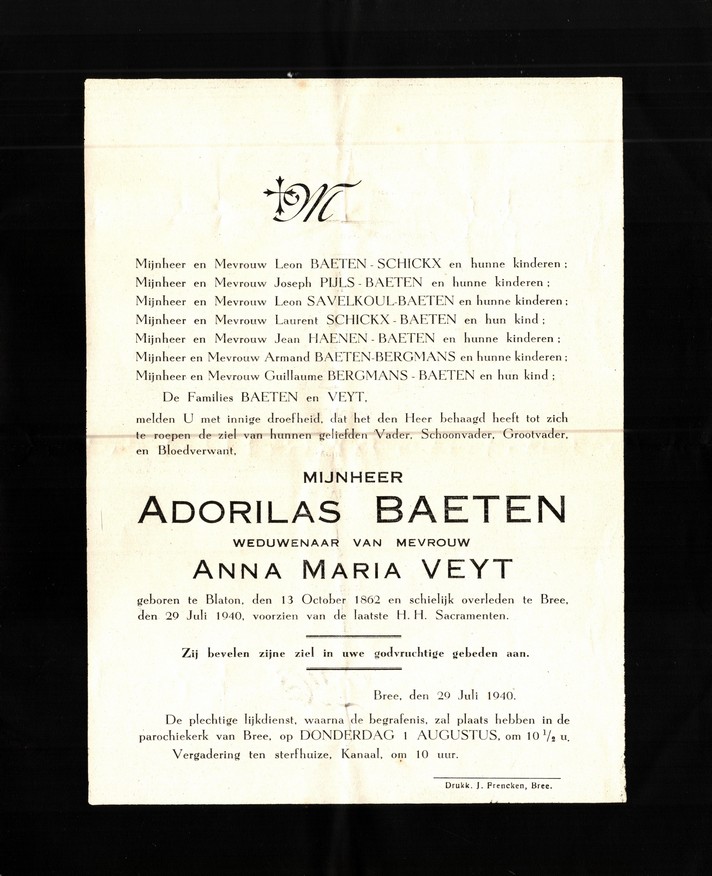 M
Mijnheer en Mevrouw Leon BAETEN - SCHICKX en hunne kinderen ;
Mijnheer en Mevrouw Joseph PIJLS - BAETEN en hunne kinderen ;
Mijnheer en Mevrouw Leon SAVELKOUL-BAETEN en hunne kinderen ;
Mijnheer en Mevrouw Laurent SCHICKX - BAETEN en hun kind ;
Mijnheer en Mevrouw Jean HAENEN - BAETEN en hunne kinderen ;
Mijnheer en Mevrouw Armand BAETEN-BERGMANS en hunne kinderen ;
Mijnheer en Mevrouw Guillaume BERGMANS - BAETEN en hun kind ;
De Families BAETEN en VEYT,
melden U met innige droefheid, dat het den Heer behaagd heeft tot zich
te roepen de ziel van hunnen geliefden Vader, Schoonvader, Grootvader,
en Bloedverwant,
MIJNHEER
ADORILAS BAETEN
WEDUWENAAR VAN MEVROUW
ANNA MARIA VEYT
geboren te Blaton, den 13 October 1862 en schielijk overleden te Bree,
den 29 Juli 1940, voorzien van de laatste H. H. Sacramenten.
Zij bevelen zijne ziel in uwe godvruchtige gebeden aan.
Bree, den 29 Juli 1940.
De plechtige lijkdienst, waarna de begrafenis, zal plaats hebben in de
parochiekerk van Bree, op DONDERDAG 1 AUGUSTUS, om 10 1/2 u.
Vergadering ten sterfhuize, Kanaal, om 10 uur.
Drukk. J. Prencken, Bree.